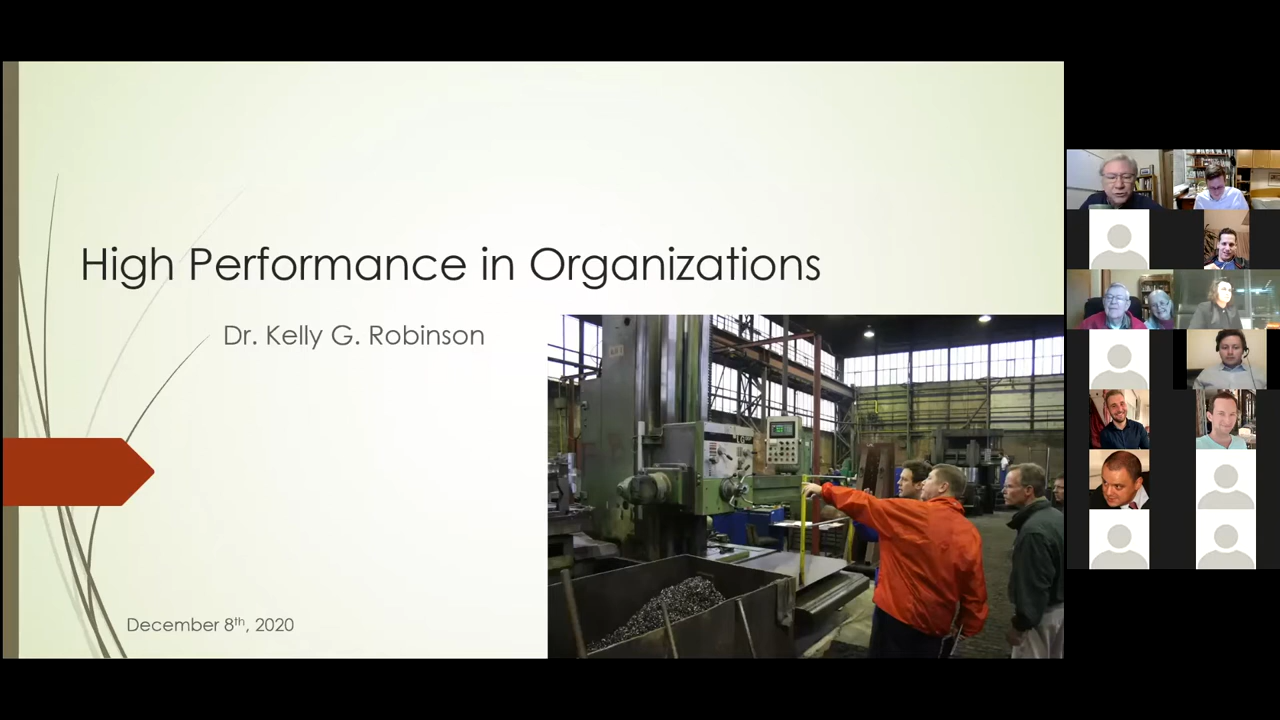 High Performance in Organizations
Dr. Kelly G. Robinson
December 8th, 2020